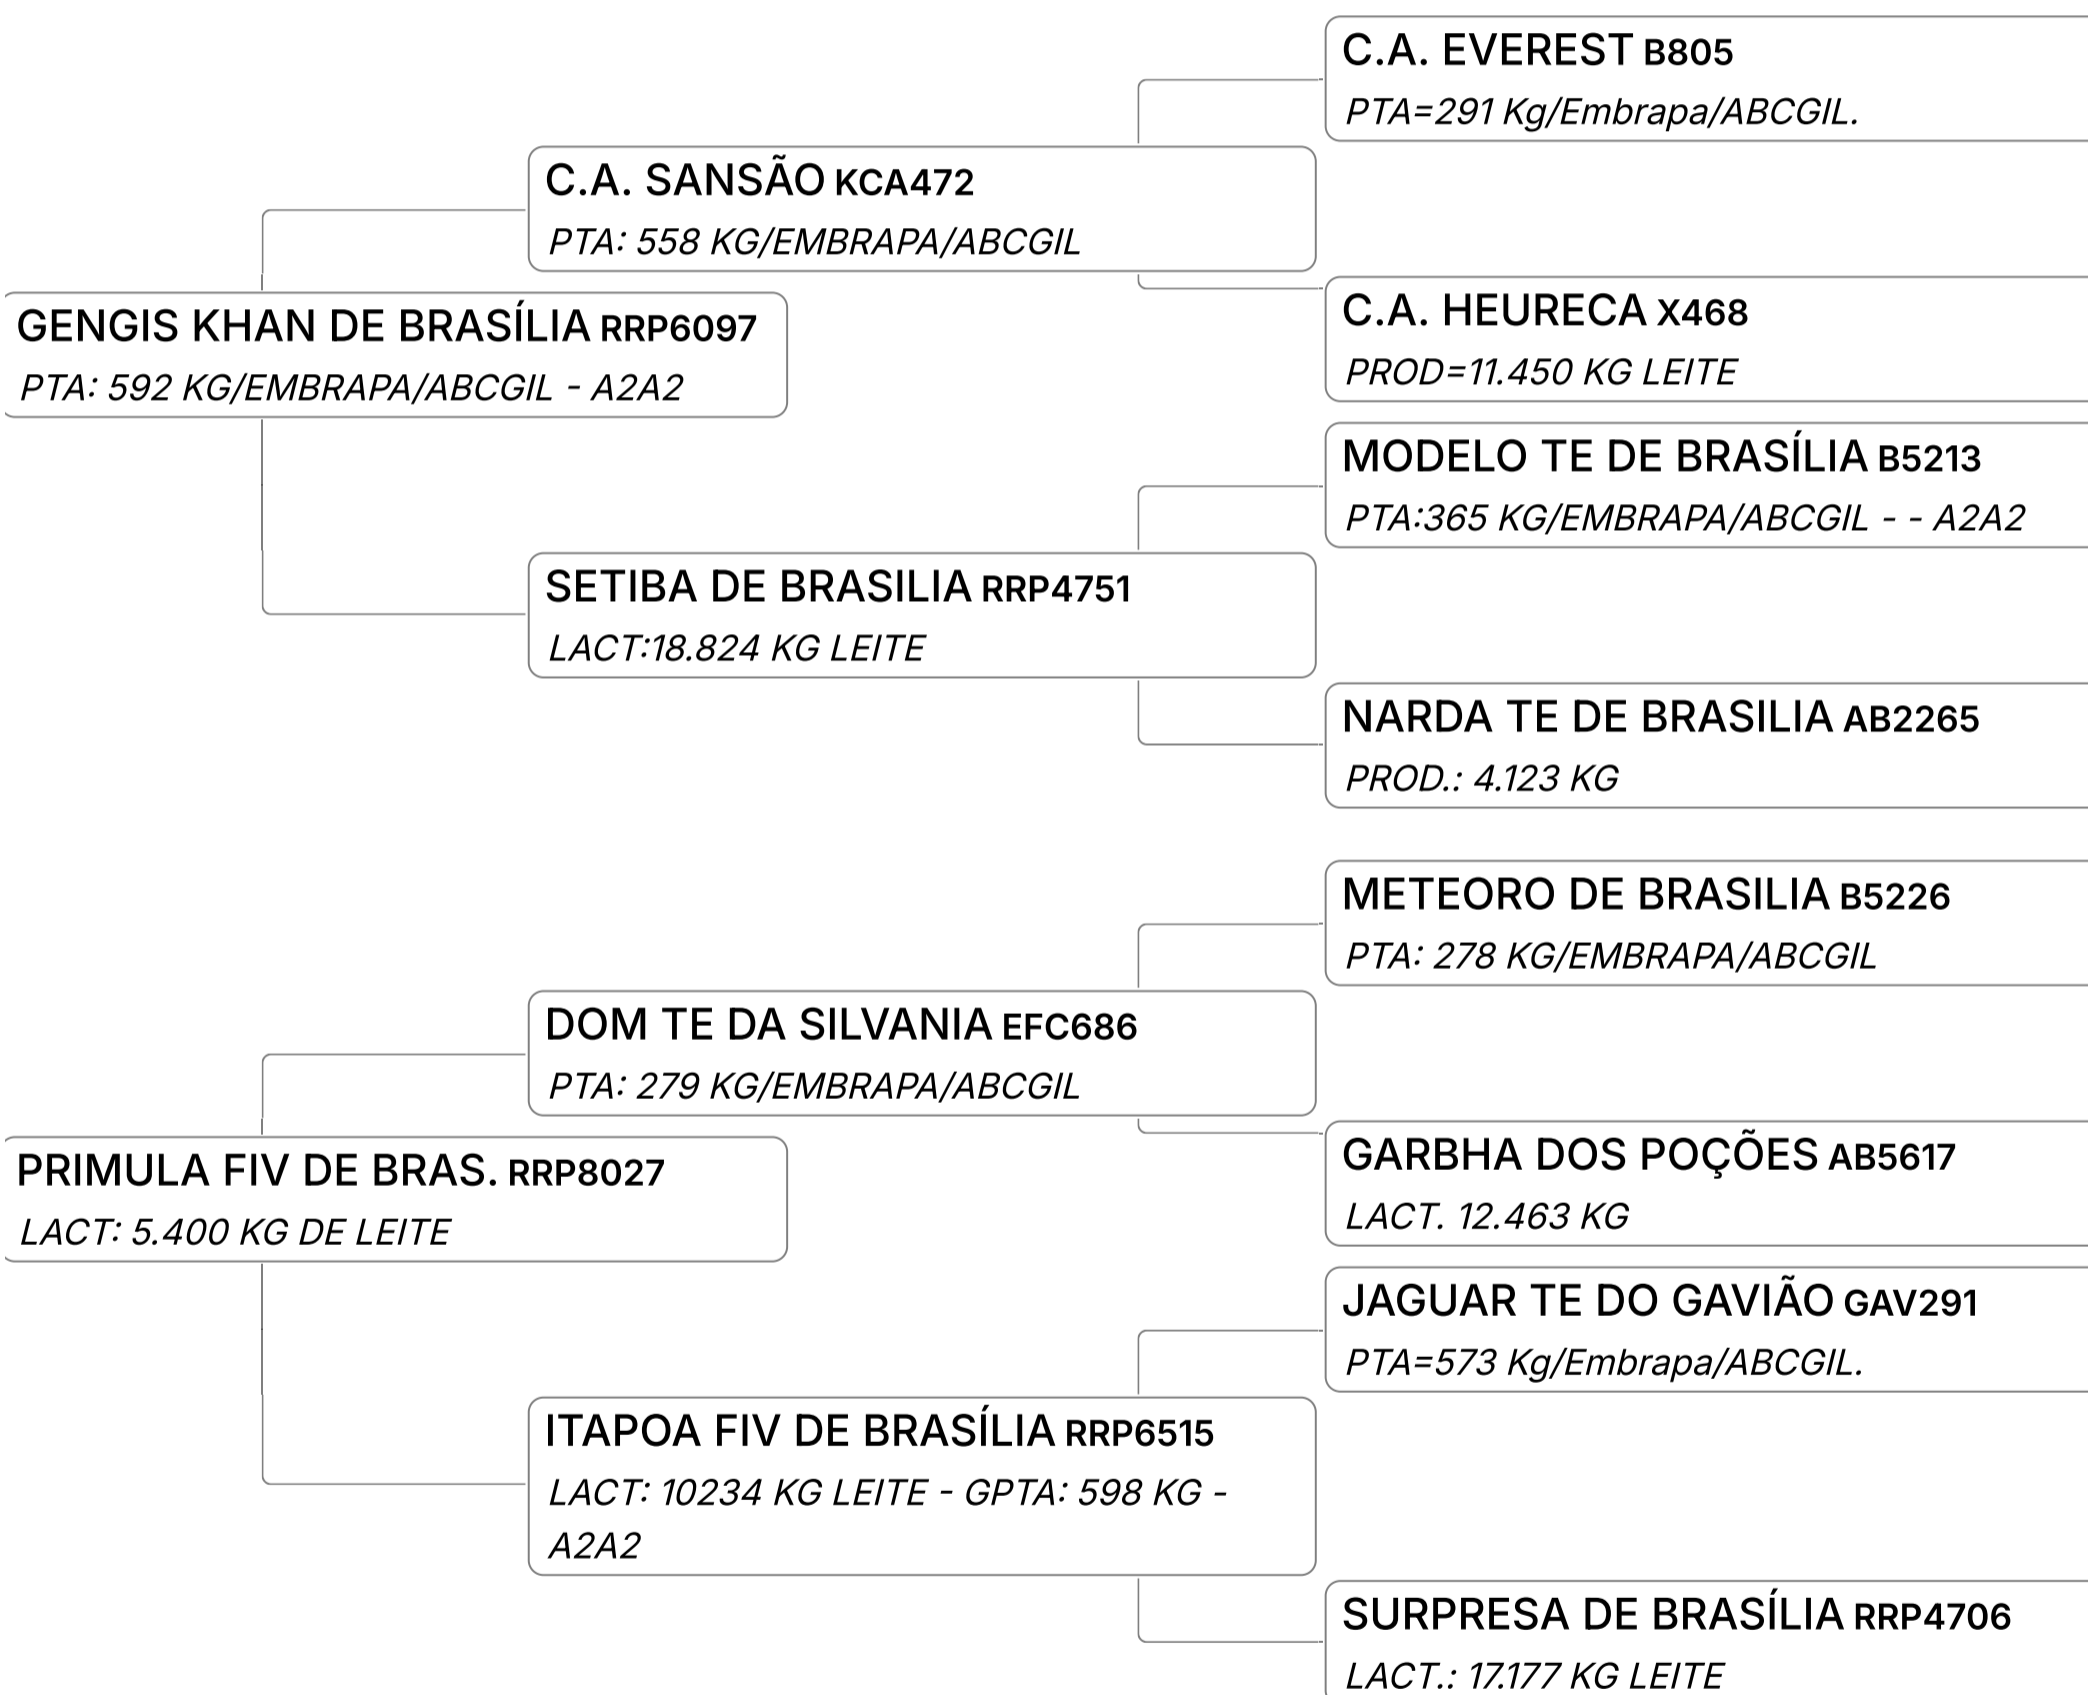 C.A. EVEREST B805
PTA=291 Kg/Embrapa/ABCGIL.
C.A. SANSÃO KCA472
PTA: 558 KG/EMBRAPA/ABCGIL
C.A. HEURECA X468
PROD=11.450 KG LEITE
GENGIS KHAN DE BRASÍLIA RRP6097
PTA: 592 KG/EMBRAPA/ABCGIL - A2A2
MODELO TE DE BRASÍLIA B5213
PTA:365 KG/EMBRAPA/ABCGIL - - A2A2
SETIBA DE BRASILIA RRP4751
LACT:18.824 KG LEITE
NARDA TE DE BRASILIA AB2265
PROD.: 4.123 KG
METEORO DE BRASILIA B5226
PTA: 278 KG/EMBRAPA/ABCGIL
DOM TE DA SILVANIA EFC686
PTA: 279 KG/EMBRAPA/ABCGIL
GARBHA DOS POÇÕES AB5617
LACT. 12.463 KG
PRIMULA FIV DE BRAS. RRP8027
LACT: 5.400 KG DE LEITE
JAGUAR TE DO GAVIÃO GAV291
PTA=573 Kg/Embrapa/ABCGIL.
ITAPOA FIV DE BRASÍLIA RRP6515
LACT: 10234 KG LEITE - GPTA: 598 KG -
A2A2
SURPRESA DE BRASÍLIA RRP4706
LACT.: 17.177 KG LEITE